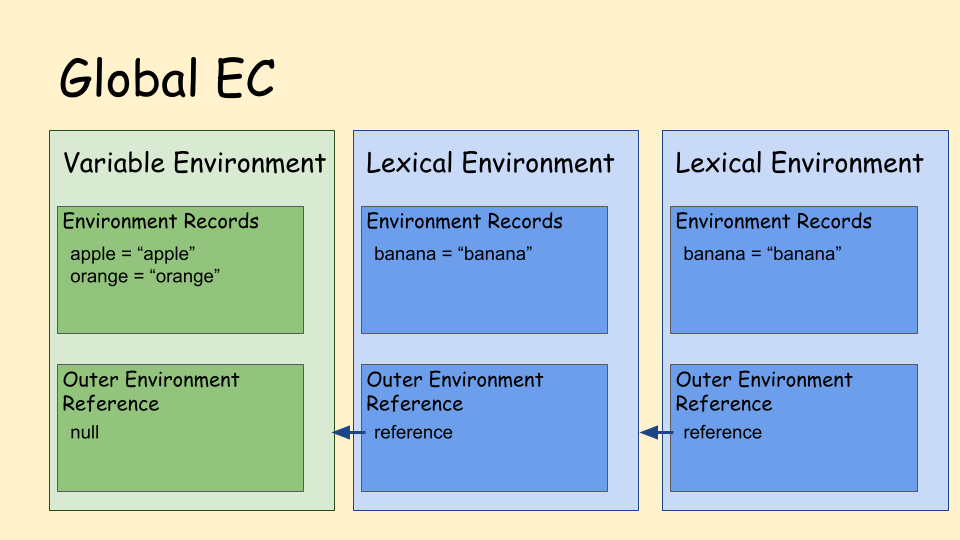 Global EC
Variable Environment
Environment Records
apple = “apple”
orange = “orange”
Outer Environment
Reference
null
Lexical Environment
Environment Records
banana = “banana”
Outer Environment
Reference
reference
Lexical Environment
Environment Records
banana = “banana”
Outer Environment
Reference
reference